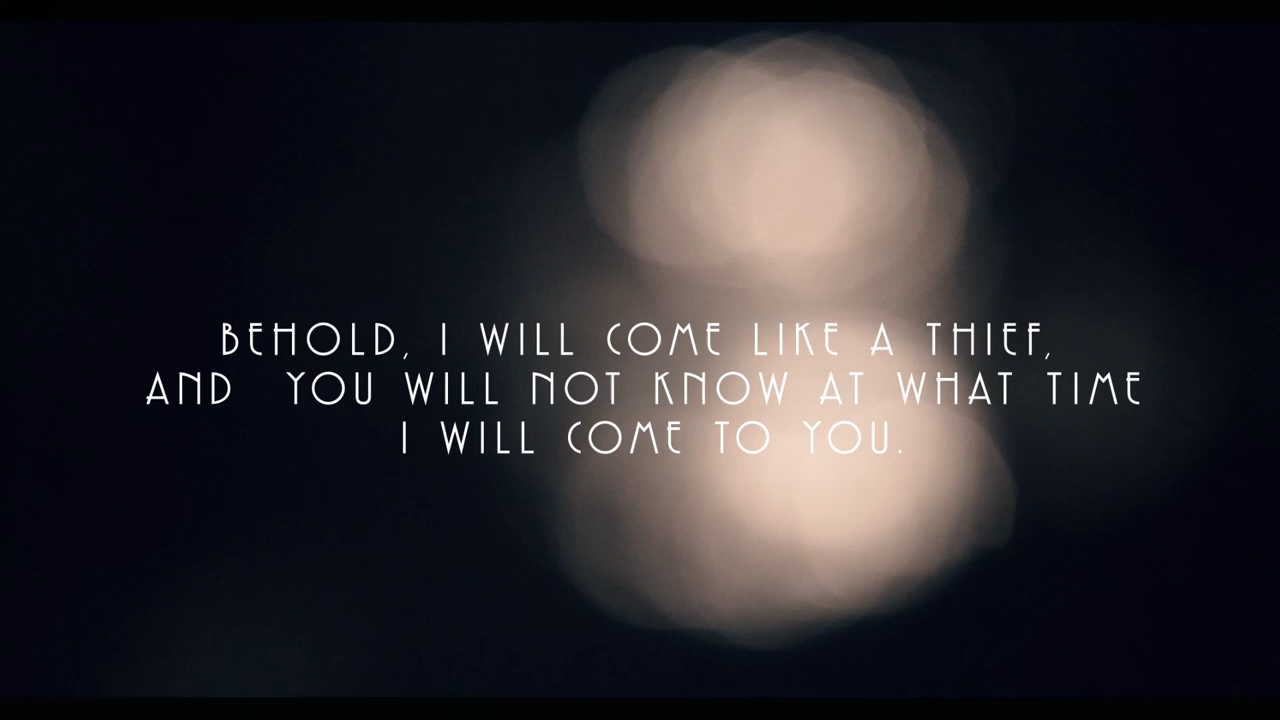 BEHOLD, I WILL COME LIKE A THIEF,
AND YOU WILL NOT KNOW AT WHAT TIME
I WILL COME TO YOU.